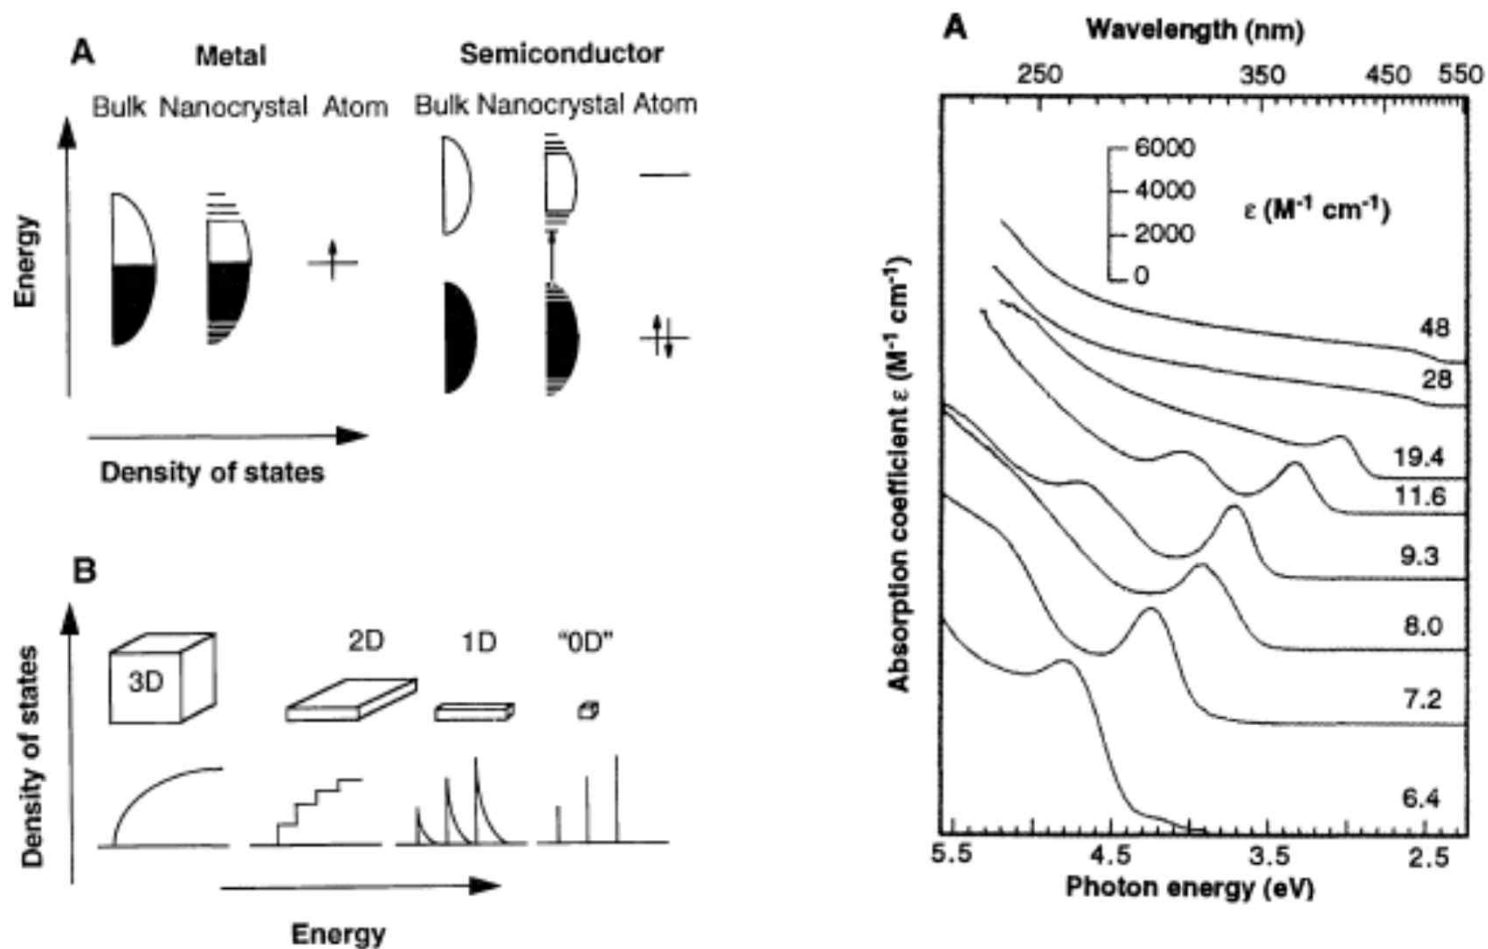 A
Metal
Semiconductor
Bulk Nanocrystal Atom
Bulk Nanocrystal Atom
Energy
Density of states
B
Density of states
3D
2D
1D
"0D"
Energy
A
Wavelength (nm)
250 350 450 550
6000
4000
2000
0
ε (M⁻¹ cm⁻¹)
Absorption coefficient ε (M⁻¹ cm⁻¹)
48
28
19.4
11.6
9.3
8.0
7.2
6.4
5.5 4.5 3.5 2.5
Photon energy (eV)